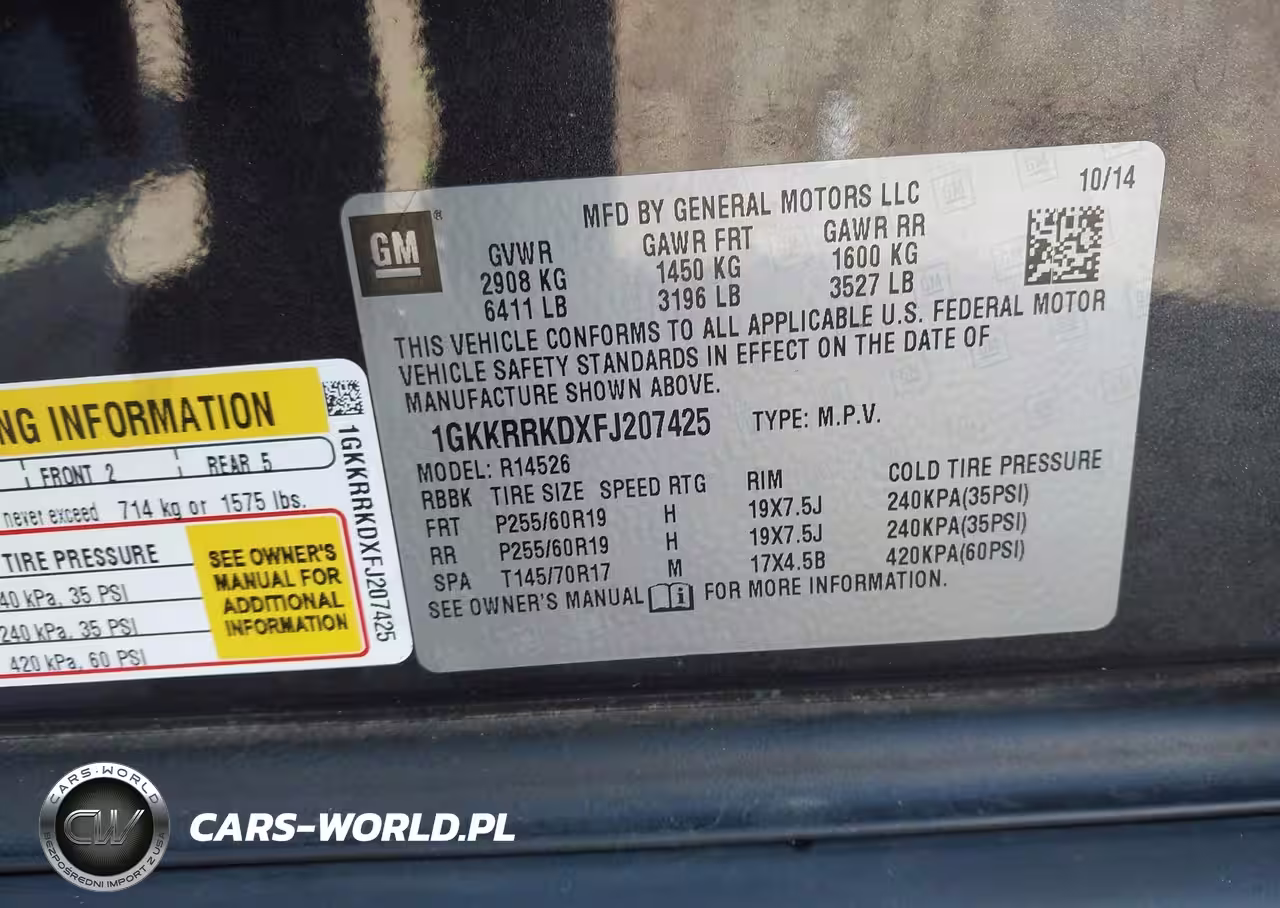 10/14
GM®
MFD BY GENERAL MOTORS LLC
GVWR GAWR FRT GAWR RR
2908 KG 1450 KG 1600 KG
6411 LB 3196 LB 3527 LB
THIS VEHICLE CONFORMS TO ALL APPLICABLE U.S. FEDERAL MOTOR
VEHICLE SAFETY STANDARDS IN EFFECT ON THE DATE OF
MANUFACTURE SHOWN ABOVE.
1GKKRRKDXFJ207425 TYPE: M.P.V.
MODEL: R14526
RBBK TIRE SIZE SPEED RTG RIM COLD TIRE PRESSURE
FRT P255/60R19 H 19X7.5J 240KPA(35PSI)
RR P255/60R19 H 19X7.5J 240KPA(35PSI)
SPA T145/70R17 M 17X4.5B 420KPA(60PSI)
SEE OWNER'S MANUAL FOR MORE INFORMATION.
NG INFORMATION
FRONT 2 REAR 5
never exceed 714 kg or 1575 lbs.
TIRE PRESSURE
40 kPa, 35 PSI
240 kPa, 35 PSI
420 kPa, 60 PSI
SEE OWNER'S
MANUAL FOR
ADDITIONAL
INFORMATION
1GKKRRKDXFJ207425
CARS-WORLD
CW
BEZPOŚREDNI IMPORT Z USA
CARS-WORLD.PL